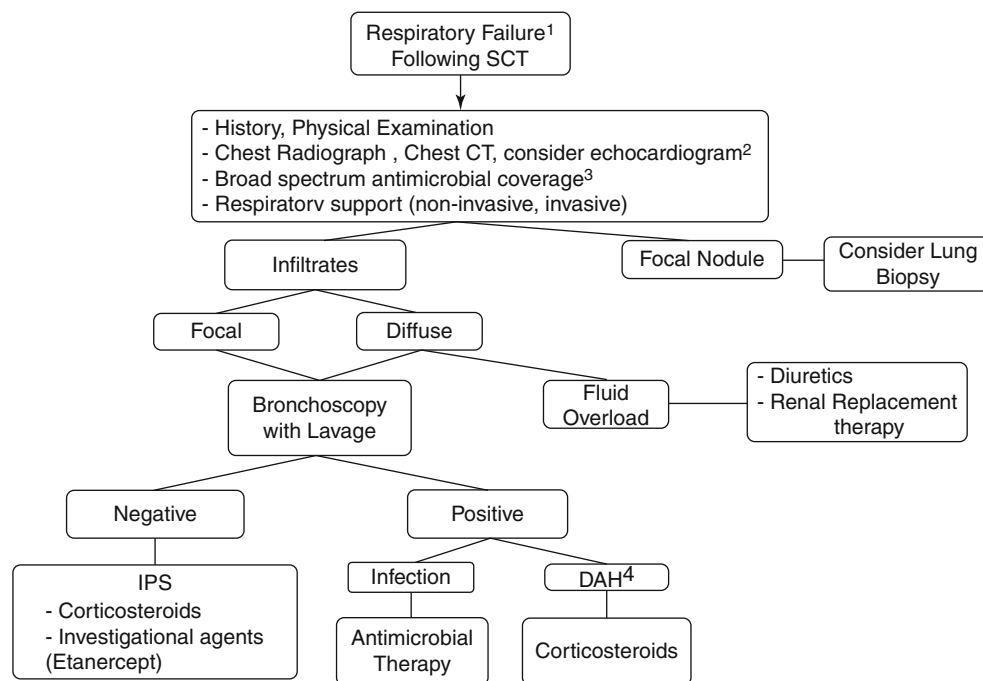 Respiratory Failure1
Following SCT
- History, Physical Examination
- Chest Radiograph , Chest CT, consider echocardiogram2
- Broad spectrum antimicrobial coverage3
- Respiratorv support (non-invasive, invasive)
Infiltrates
Focal Nodule
Consider Lung
Biopsy
Focal
Diffuse
Bronchoscopy
with Lavage
Fluid
Overload
- Diuretics
- Renal Replacement
therapy
Negative
Positive
IPS
- Corticosteroids
- Investigational agents
(Etanercept)
Infection
DAH4
Antimicrobial
Therapy
Corticosteroids